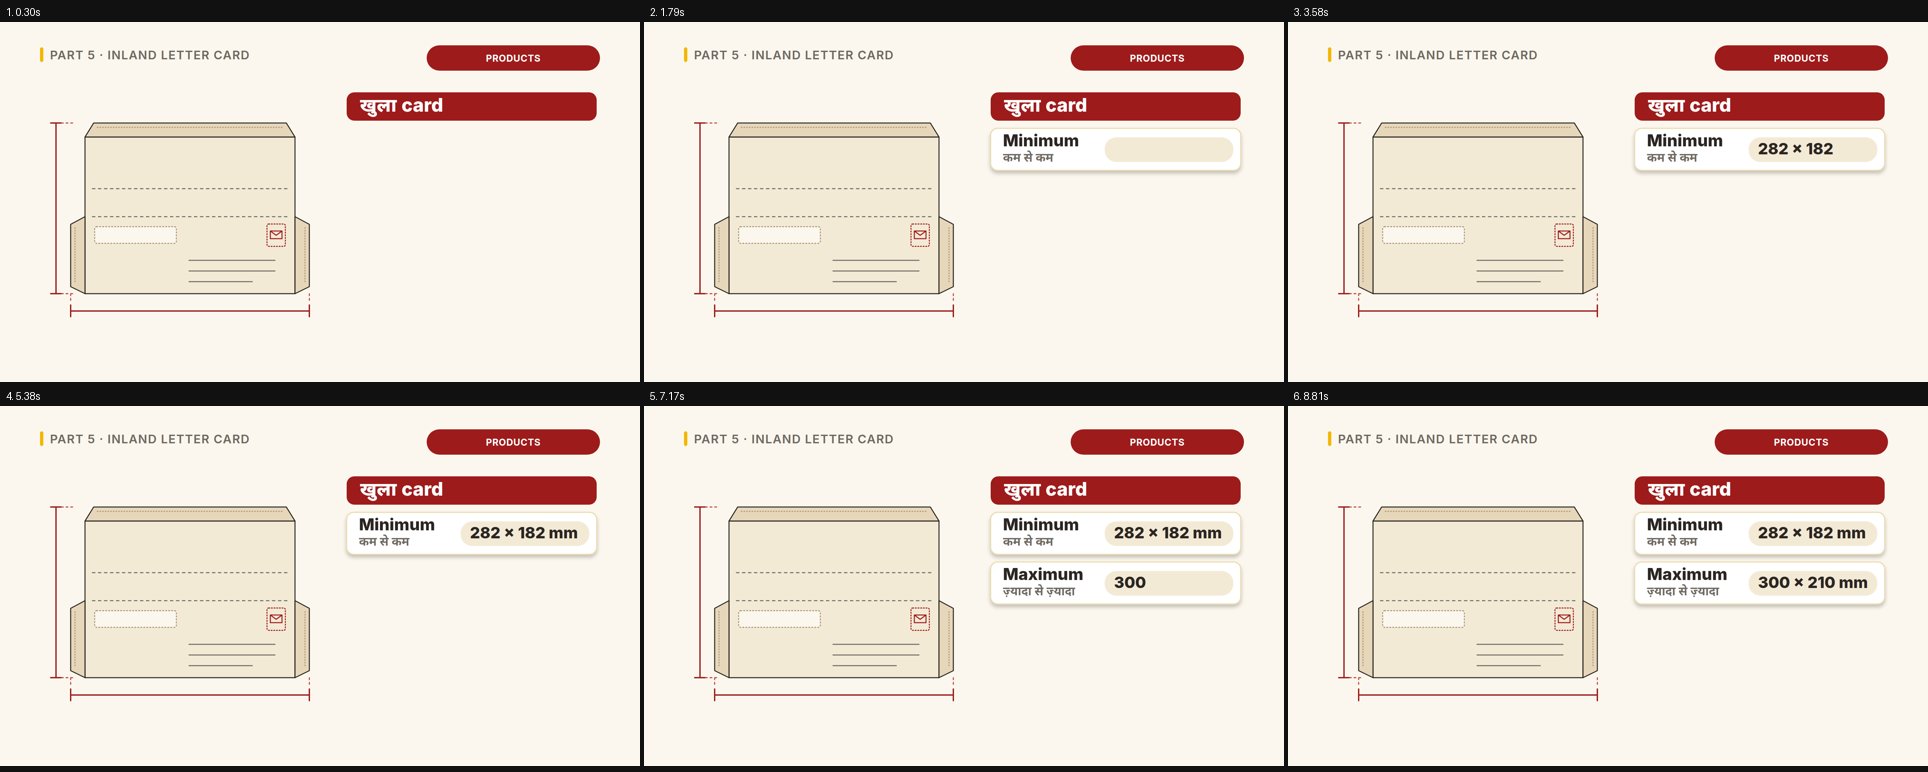 1. 0.30s
PART 5 · INLAND LETTER CARD
PRODUCTS
खुला card
2. 1.79s
PART 5 · INLAND LETTER CARD
PRODUCTS
खुला card
Minimum
कम से कम
3. 3.58s
PART 5 · INLAND LETTER CARD
PRODUCTS
खुला card
Minimum
कम से कम
282 × 182
4. 5.38s
PART 5 · INLAND LETTER CARD
PRODUCTS
खुला card
Minimum
कम से कम
282 × 182 mm
5. 7.17s
PART 5 · INLAND LETTER CARD
PRODUCTS
खुला card
Minimum
कम से कम
282 × 182 mm
Maximum
ज़्यादा से ज़्यादा
300
6. 8.81s
PART 5 · INLAND LETTER CARD
PRODUCTS
खुला card
Minimum
कम से कम
282 × 182 mm
Maximum
ज़्यादा से ज़्यादा
300 × 210 mm